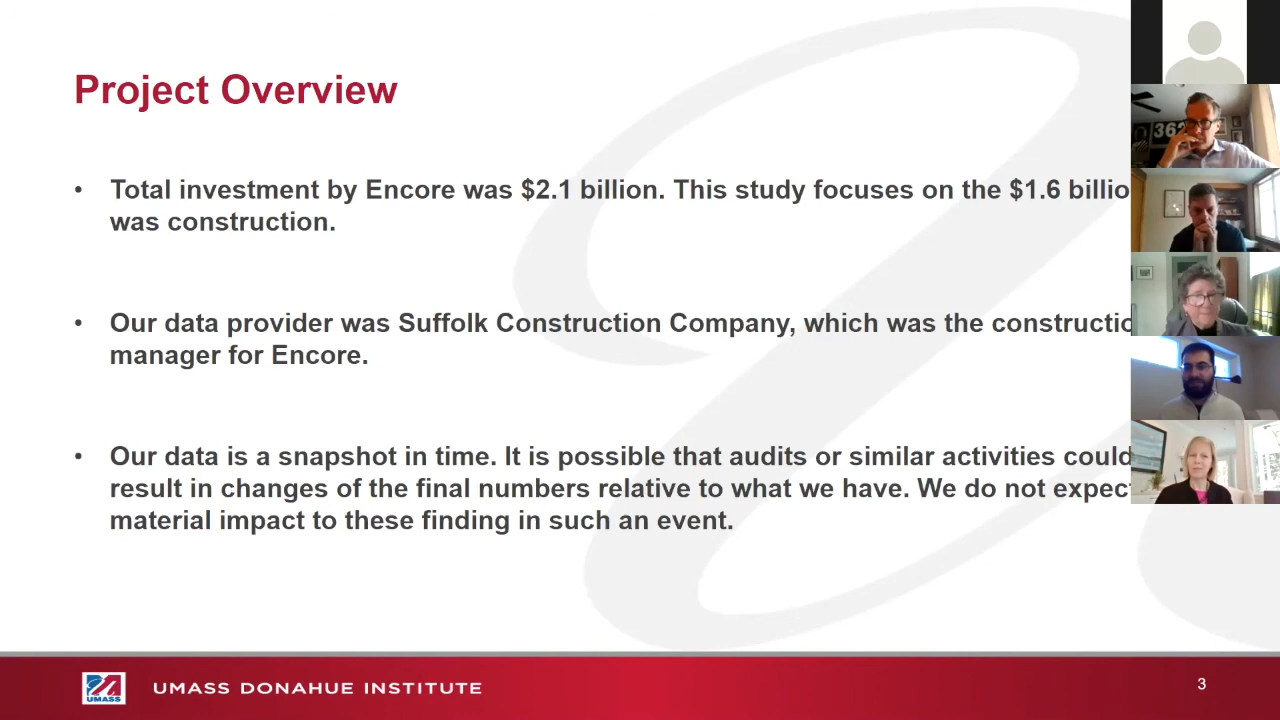 Project Overview
• Total investment by Encore was $2.1 billion. This study focuses on the $1.6 billio
was construction.
• Our data provider was Suffolk Construction Company, which was the constructio
manager for Encore.
• Our data is a snapshot in time. It is possible that audits or similar activities could
result in changes of the final numbers relative to what we have. We do not expec
material impact to these finding in such an event.
362
UMASS
UMASS DONAHUE INSTITUTE
3